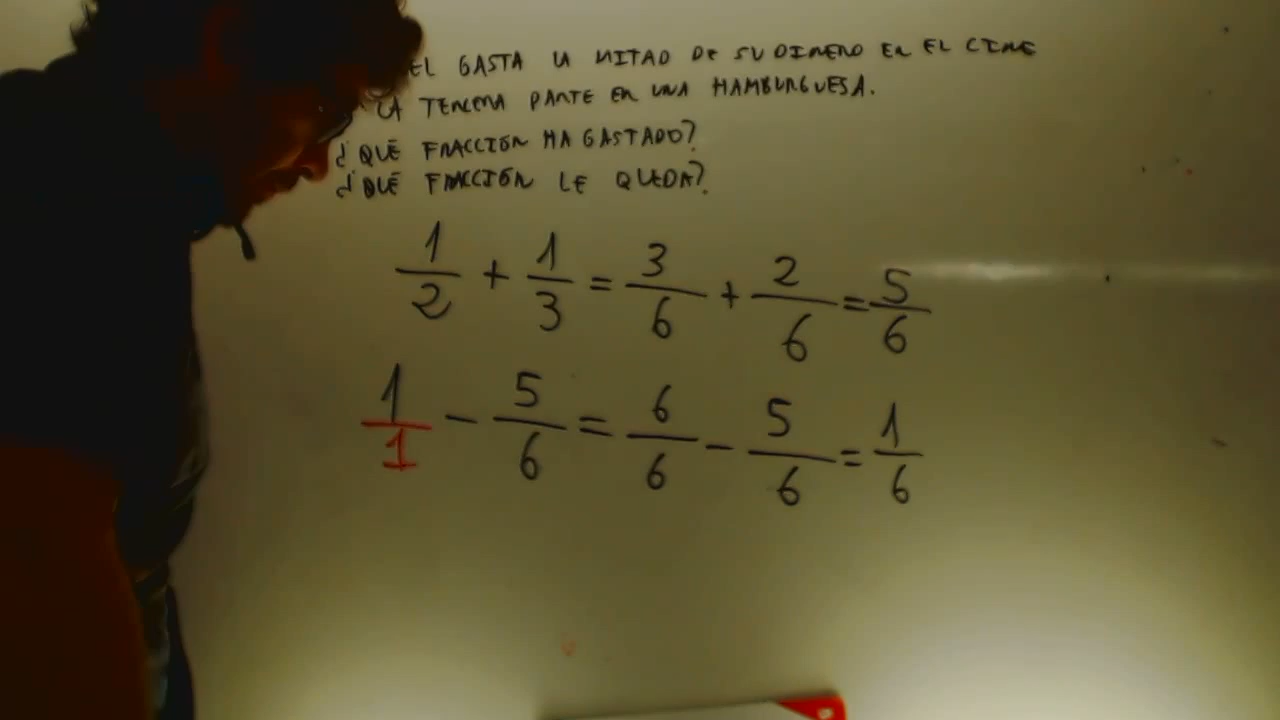 EL GASTA LA MITAD DE SU DINERO EN EL CINE
LA TERCERA PARTE EN UNA HAMBURGUESA.
¿QUÉ FRACCIÓN HA GASTADO?
¿QUÉ FRACCIÓN LE QUEDA?
1/2 + 1/3 = 3/6 + 2/6 = 5/6
1/1 - 5/6 = 6/6 - 5/6 = 1/6